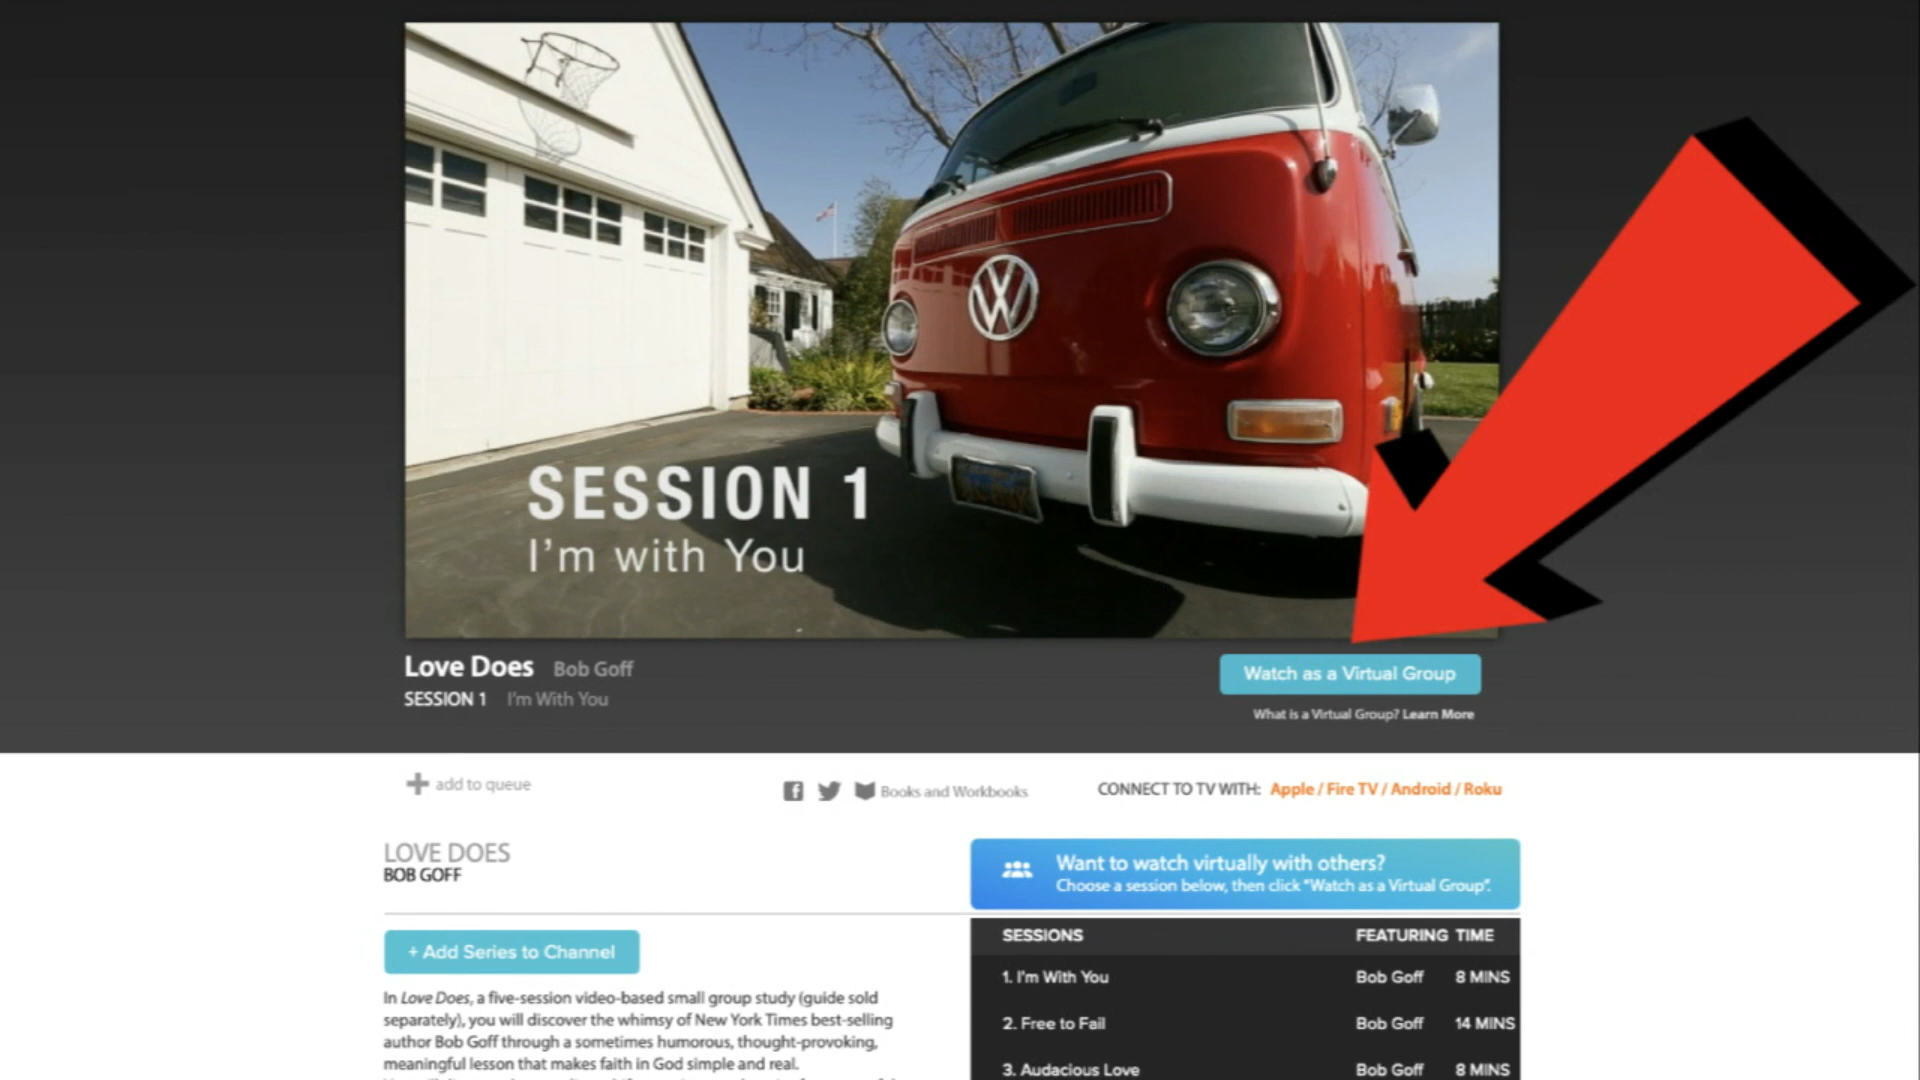 SESSION 1
I'm with You
Love Does Bob Goff
SESSION 1 I'm With You
Watch as a Virtual Group
What is a Virtual Group? Learn More
add to queue
Books and Workbooks
CONNECT TO TV WITH: Apple / Fire TV / Android / Roku
LOVE DOES
BOB GOFF
Want to watch virtually with others?
Choose a session below, then click "Watch as a Virtual Group".
+ Add Series to Channel
In Love Does, a five-session video-based small group study (guide sold
separately), you will discover the whimsy of New York Times best-selling
author Bob Goff through a sometimes humorous, thought-provoking,
meaningful lesson that makes faith in God simple and real.
SESSIONS FEATURING TIME
1. I'm With You Bob Goff 8 MINS
2. Free to Fail Bob Goff 14 MINS
3. Audacious Love Bob Goff 8 MINS